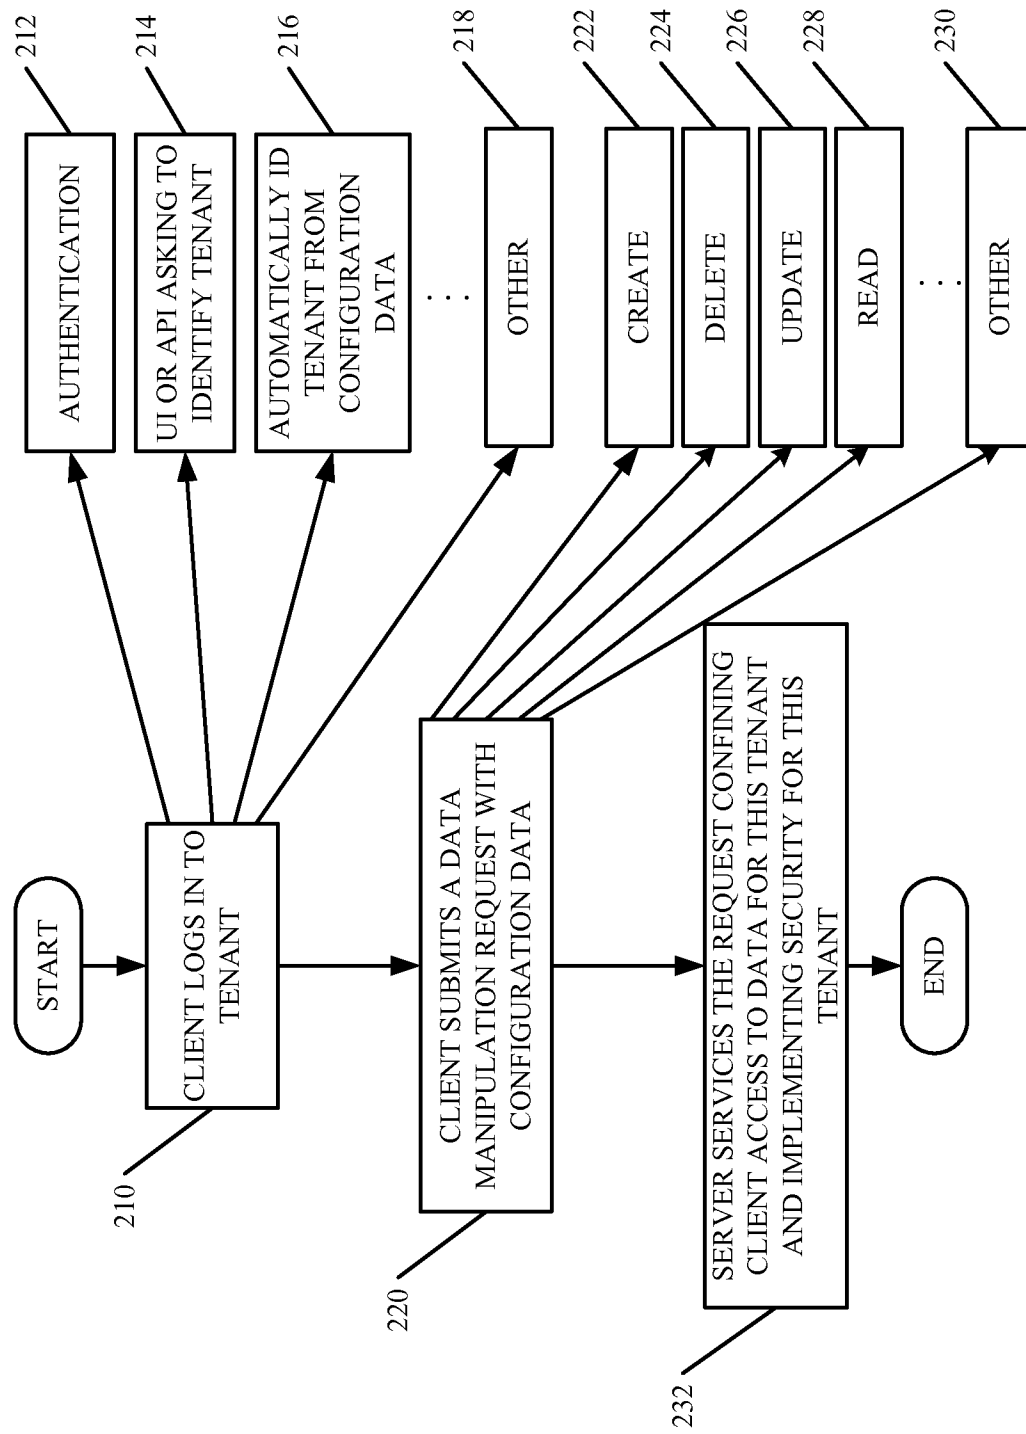 START
CLIENT LOGS IN TO
TENANT
210
AUTHENTICATION
212
UI OR API ASKING TO
IDENTIFY TENANT
214
AUTOMATICALLY ID
TENANT FROM
CONFIGURATION
DATA
216
. . .
OTHER
218
CLIENT SUBMITS A DATA
MANIPULATION REQUEST WITH
CONFIGURATION DATA
220
CREATE
222
DELETE
224
UPDATE
226
READ
228
. . .
OTHER
230
SERVER SERVICES THE REQUEST CONFINING
CLIENT ACCESS TO DATA FOR THIS TENANT
AND IMPLEMENTING SECURITY FOR THIS
TENANT
232
END